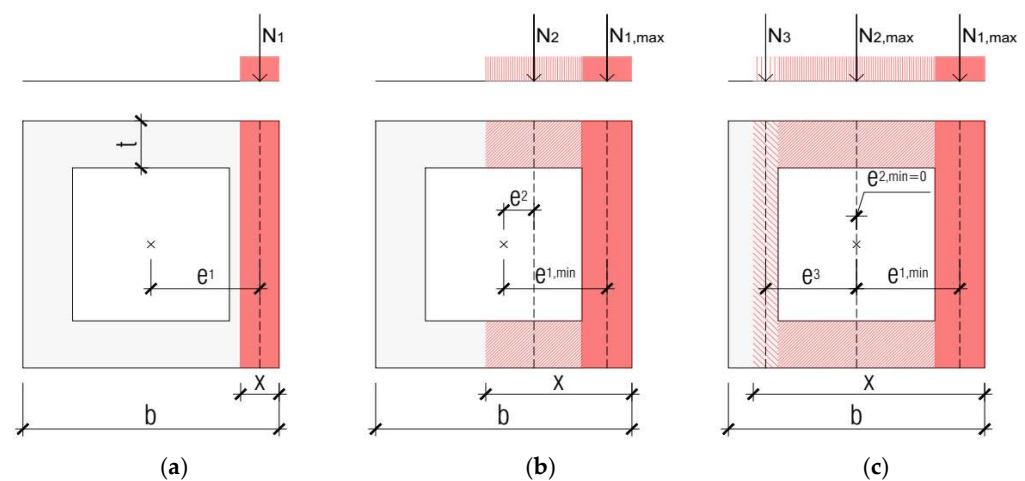 N1
N2
N1,max
N3
N2,max
N1,max
t
e1
e2
e1,min
e2,min=0
e3
e1,min
x
b
x
b
x
b
(a)
(b)
(c)